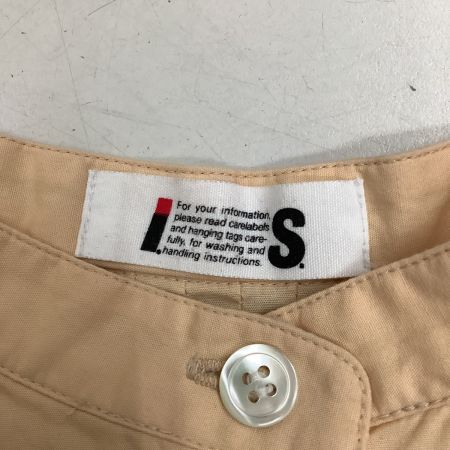 I.S.
For your information,
please read carelabels
and hanging tags care-
fully, for washing and
handling instructions.